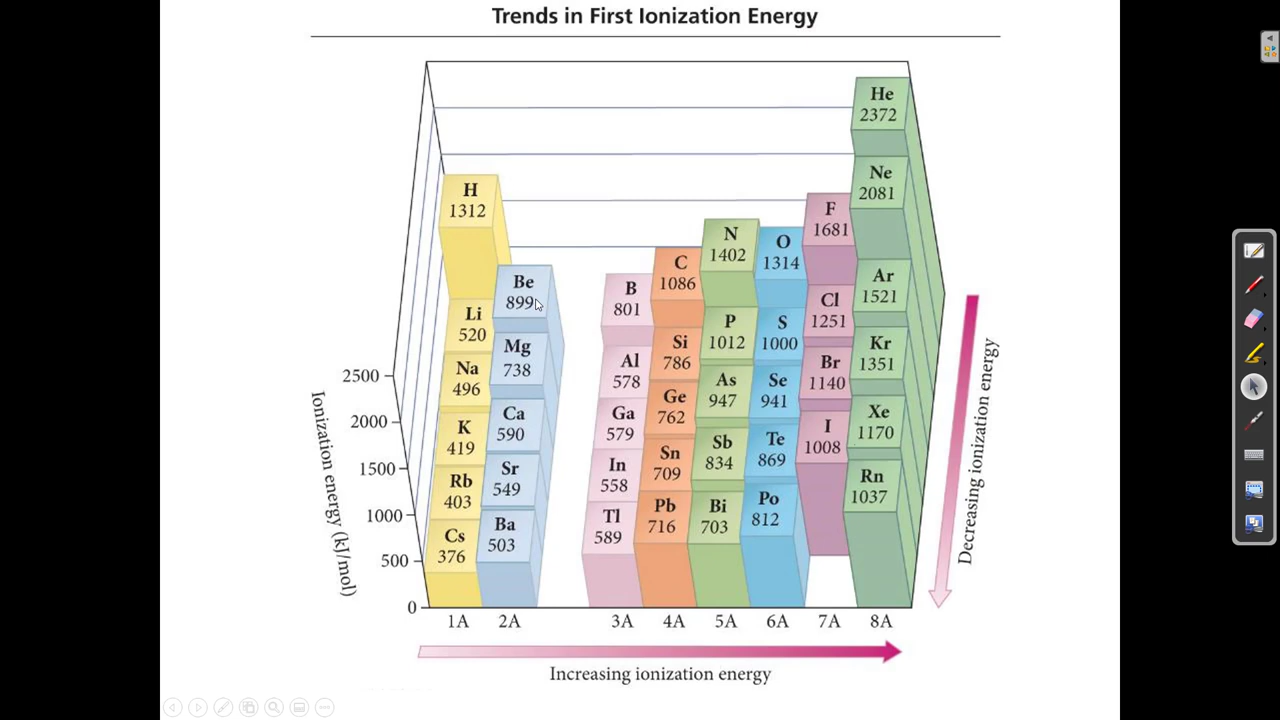 Trends in First Ionization Energy
He
2372
Ne
2081
H
1312
F
1681
N
1402
O
1314
C
1086
Be
899
B
801
Ar
1521
Cl
1251
Li
520
P
1012
S
1000
Si
786
Kr
1351
Mg
738
Al
578
Na
496
Br
1140
As
947
Se
941
Ge
762
Xe
1170
Ca
590
Ga
579
K
419
I
1008
Te
869
Sb
834
Sn
709
Rn
1037
Sr
549
In
558
Rb
403
Po
812
Bi
703
Pb
716
Tl
589
Ba
503
Cs
376
2500
2000
1500
1000
500
0
Ionization energy (kJ/mol)
Decreasing ionization energy
1A 2A 3A 4A 5A 6A 7A 8A
Increasing ionization energy